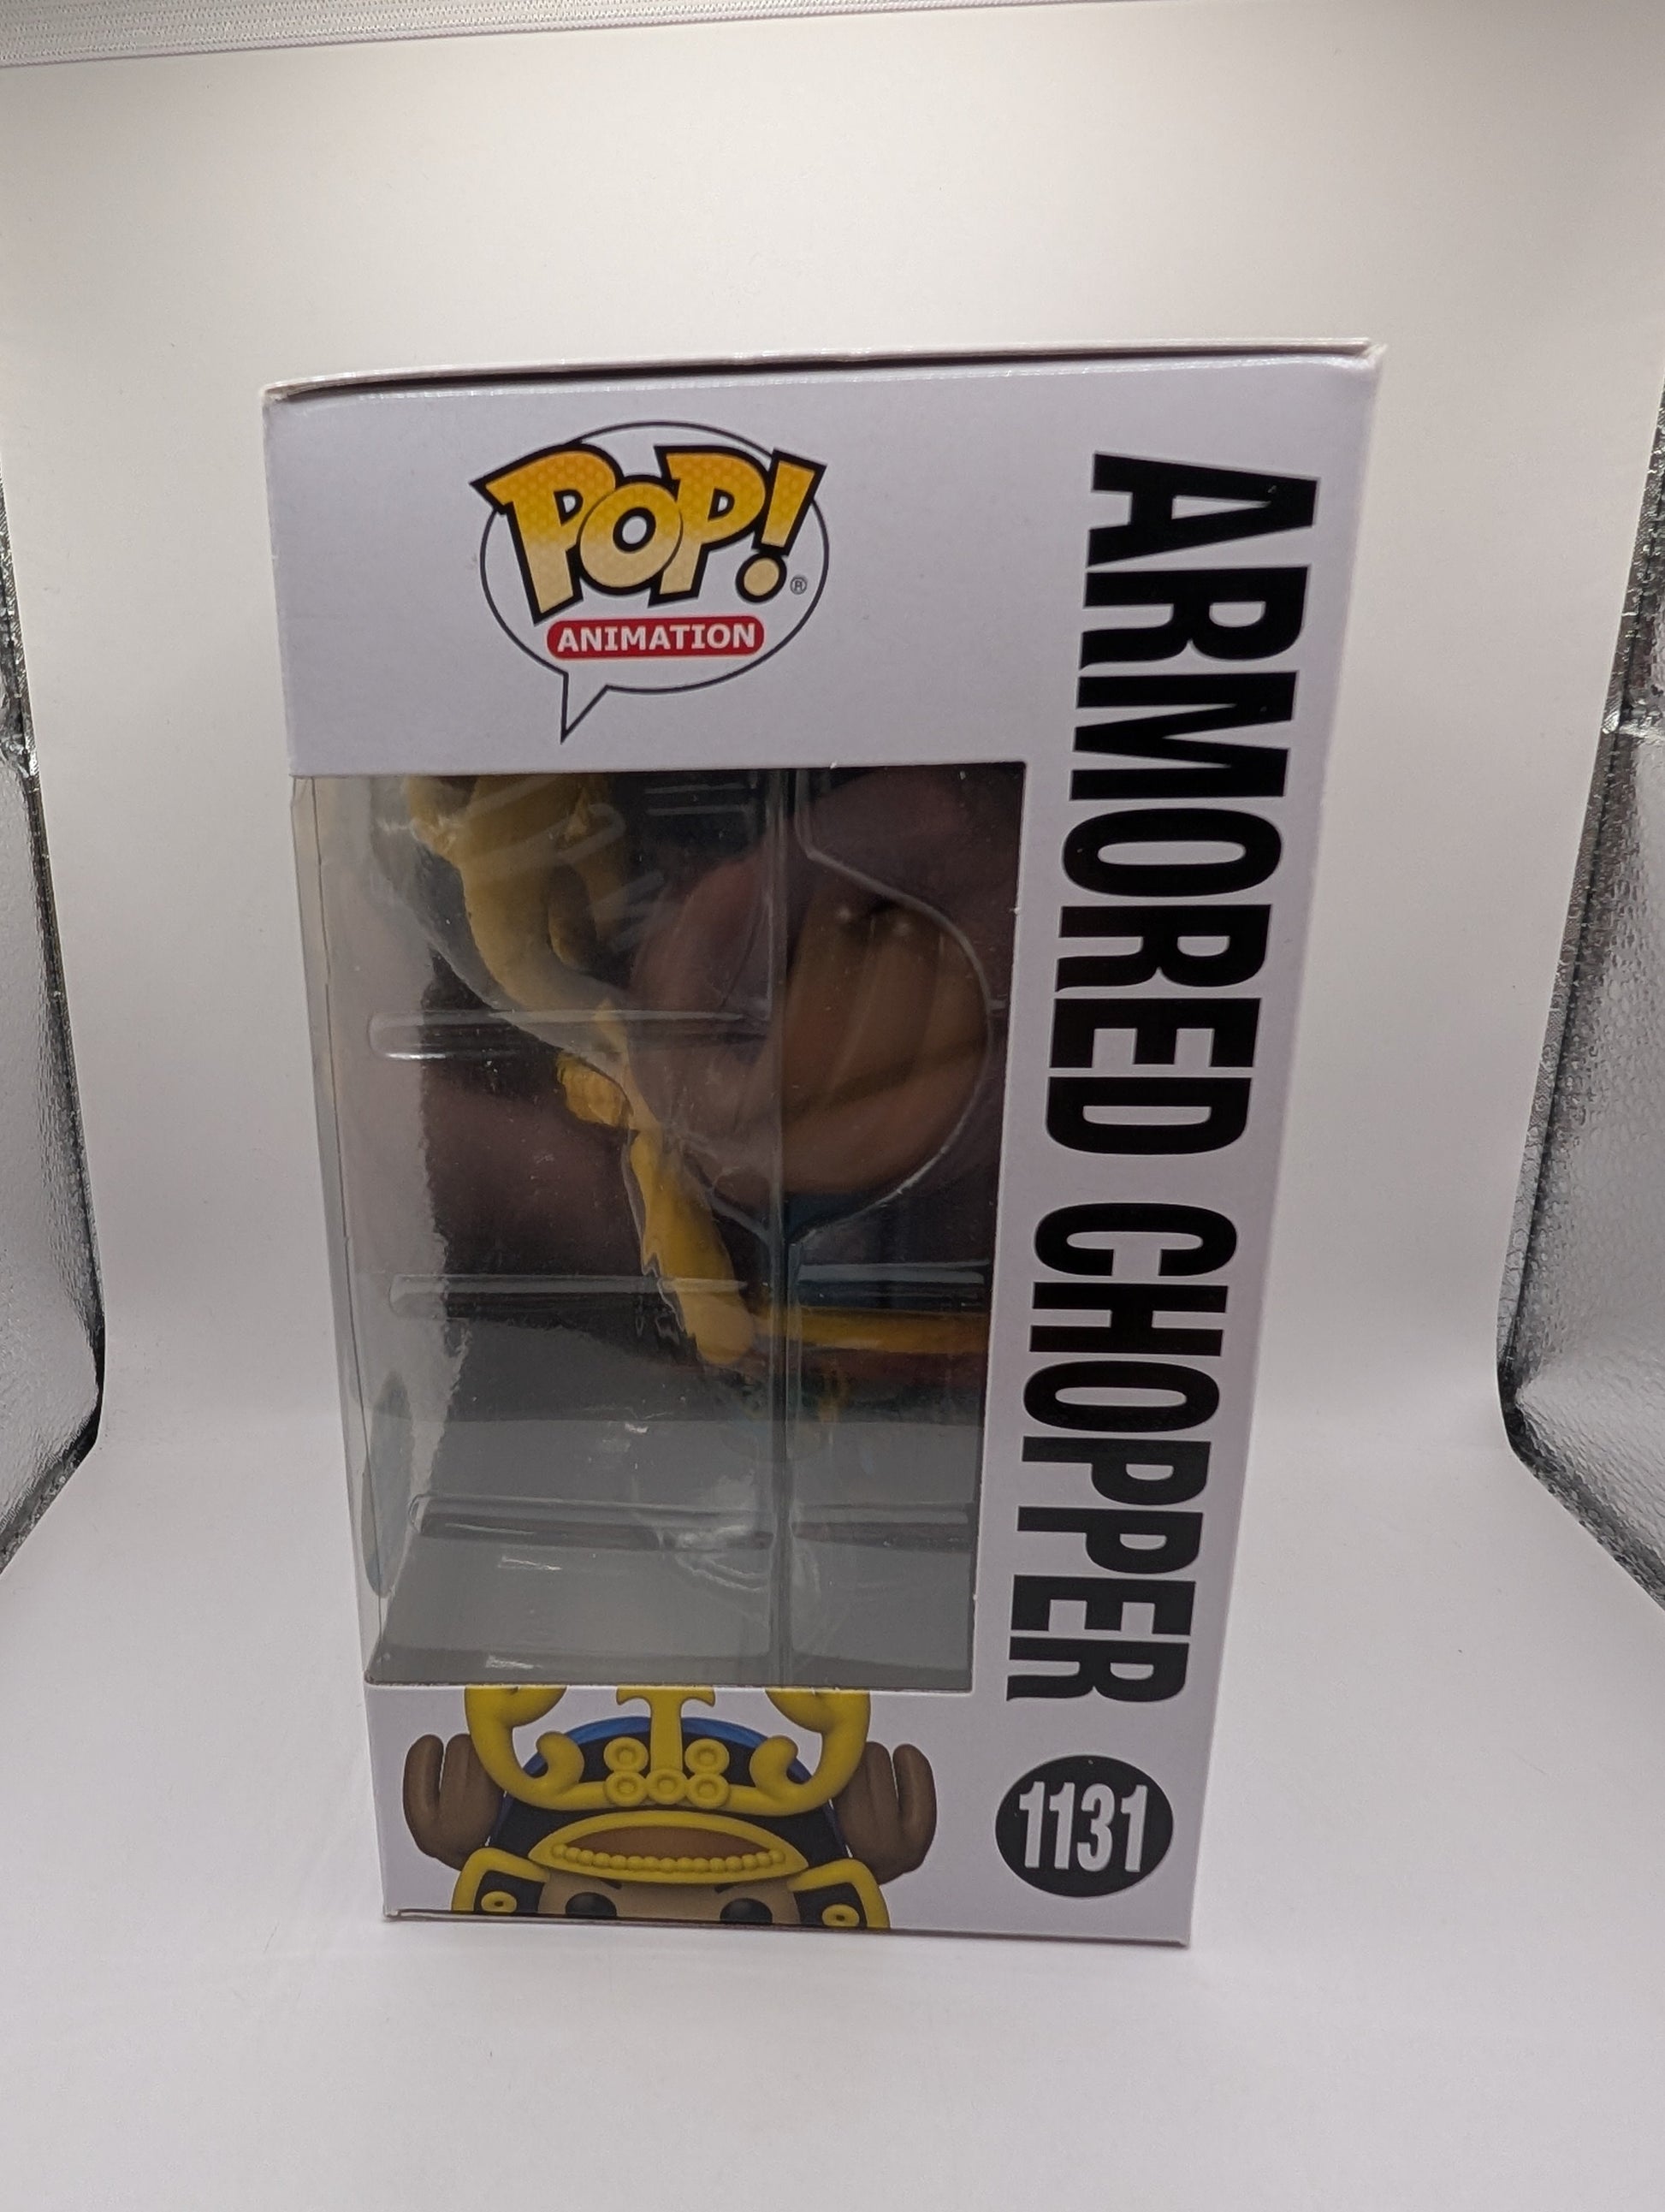 POP! ®
ANIMATION
ARMORED CHOPPER
1131